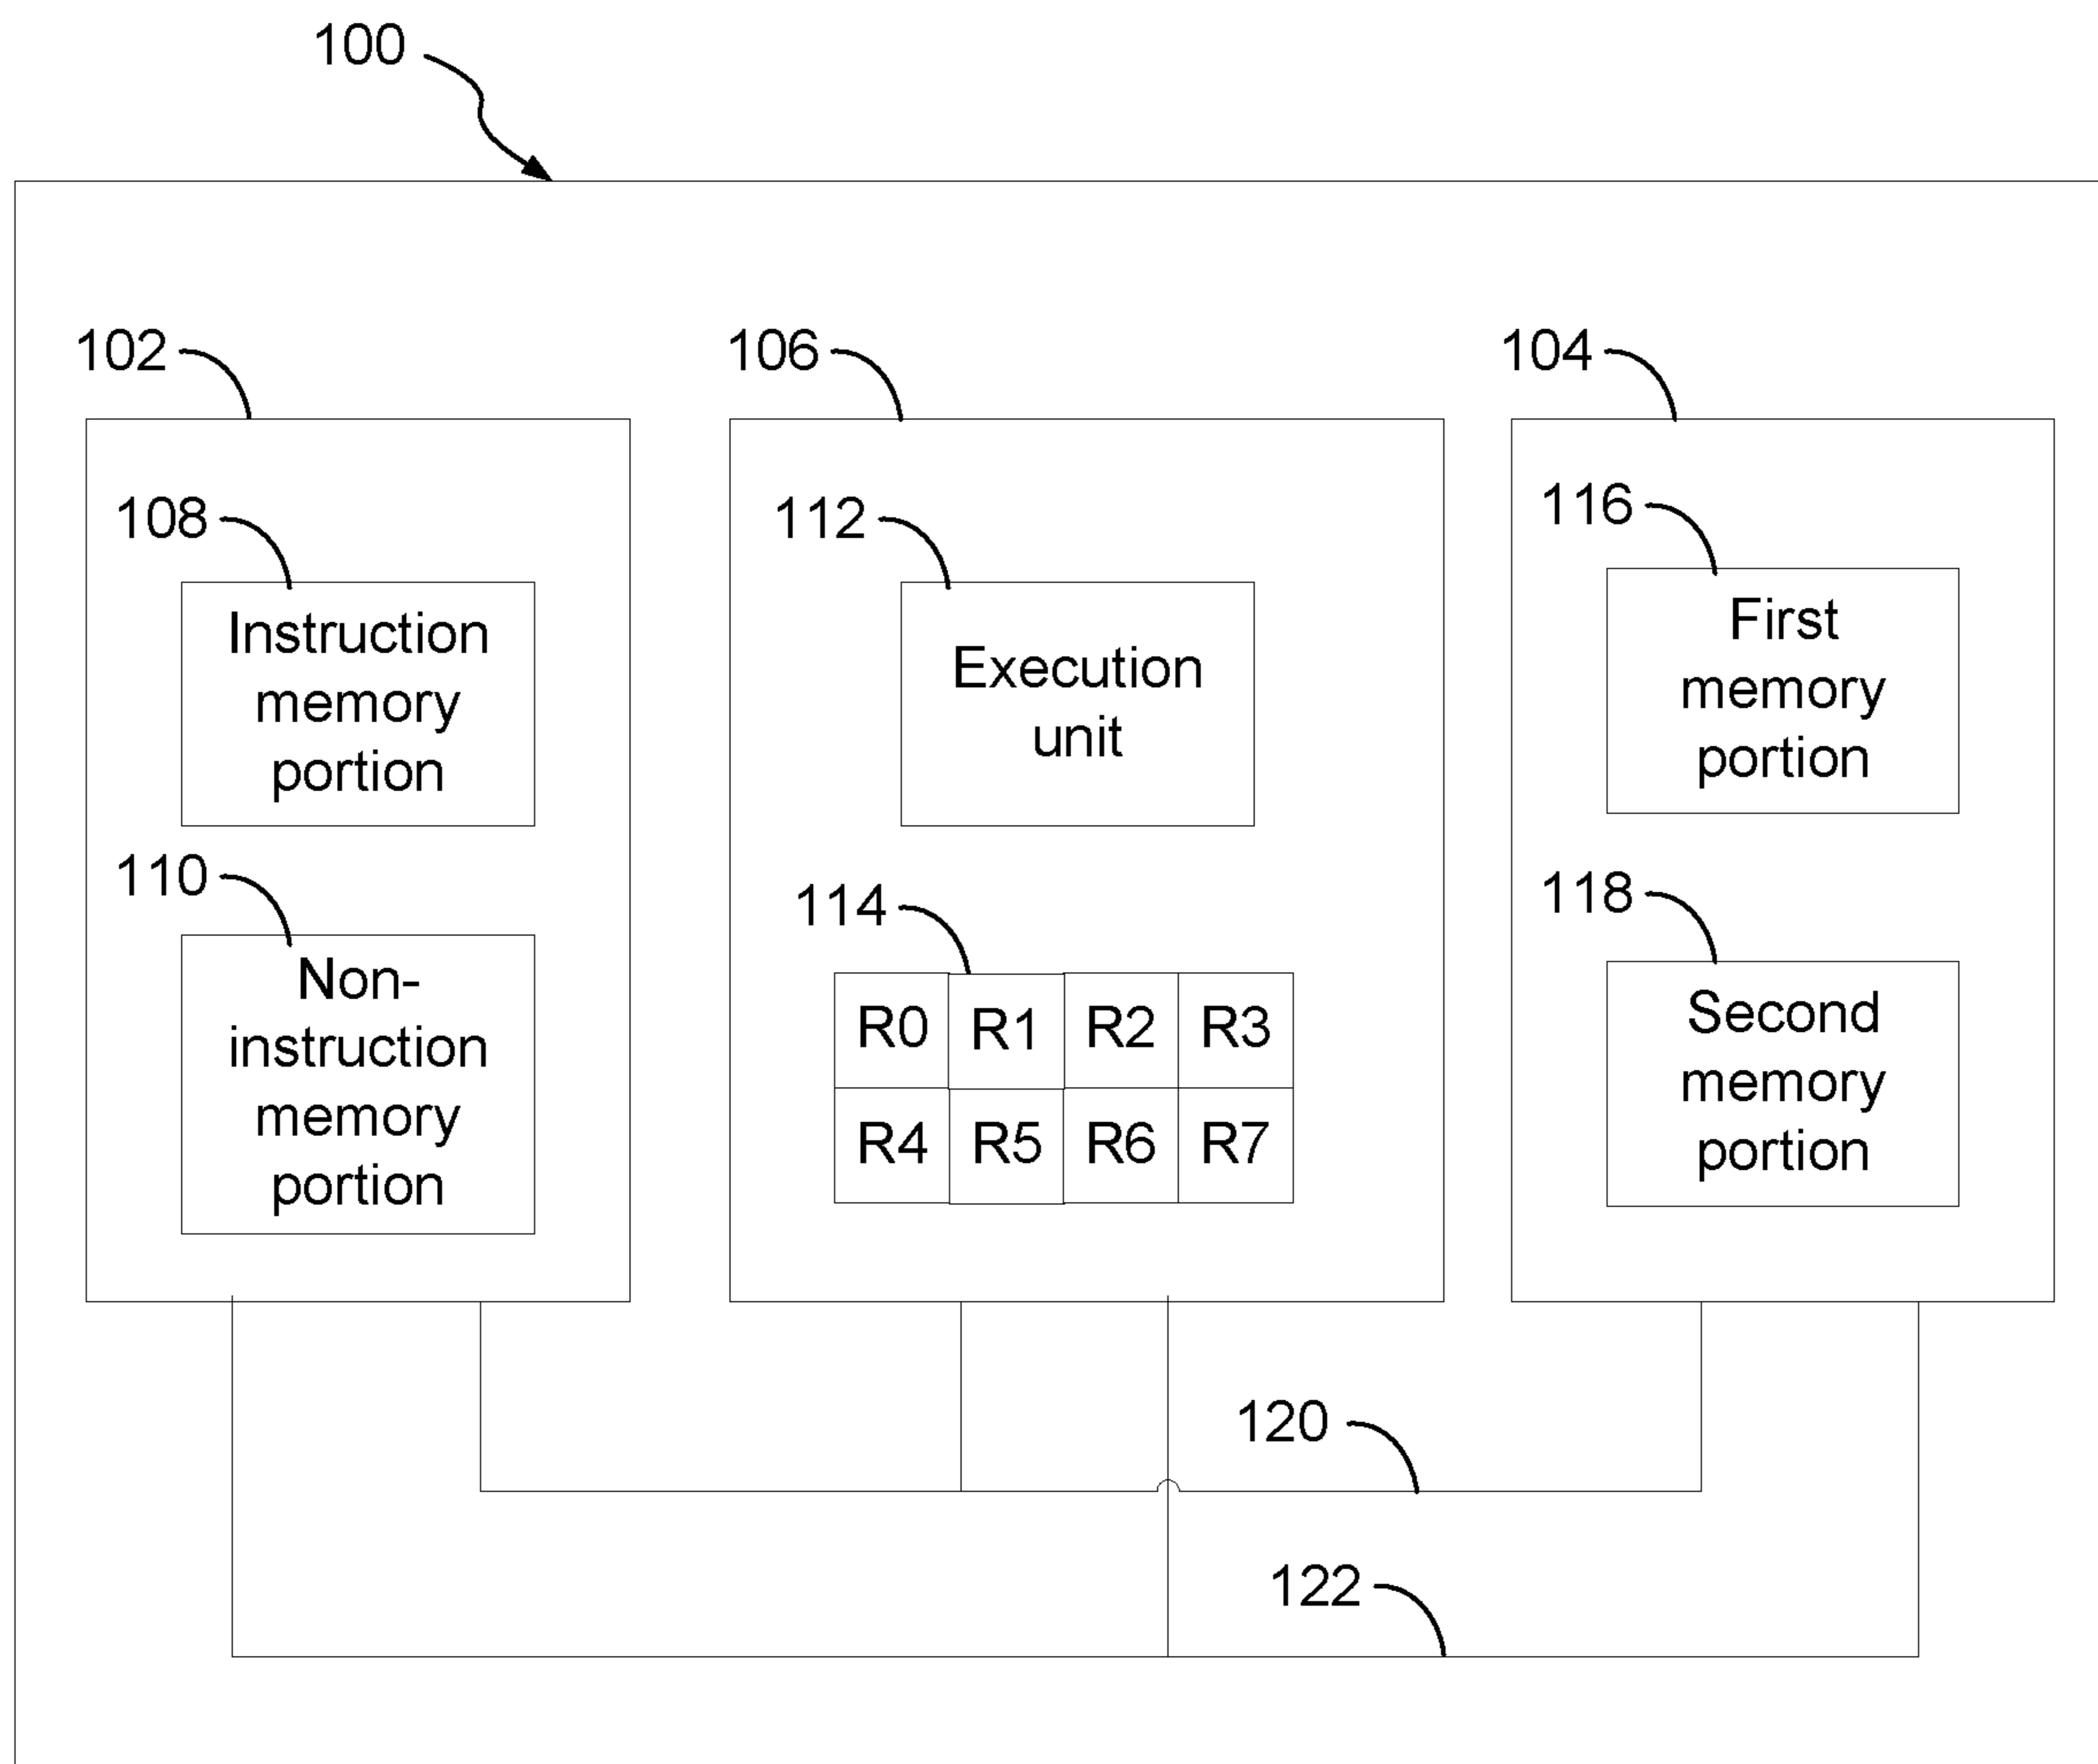 100
102
106
104
108
112
116
Instruction
memory
portion
Execution
unit
First
memory
portion
110
114
118
Non-
instruction
memory
portion
R0 R1 R2 R3
R4 R5 R6 R7
Second
memory
portion
120
122